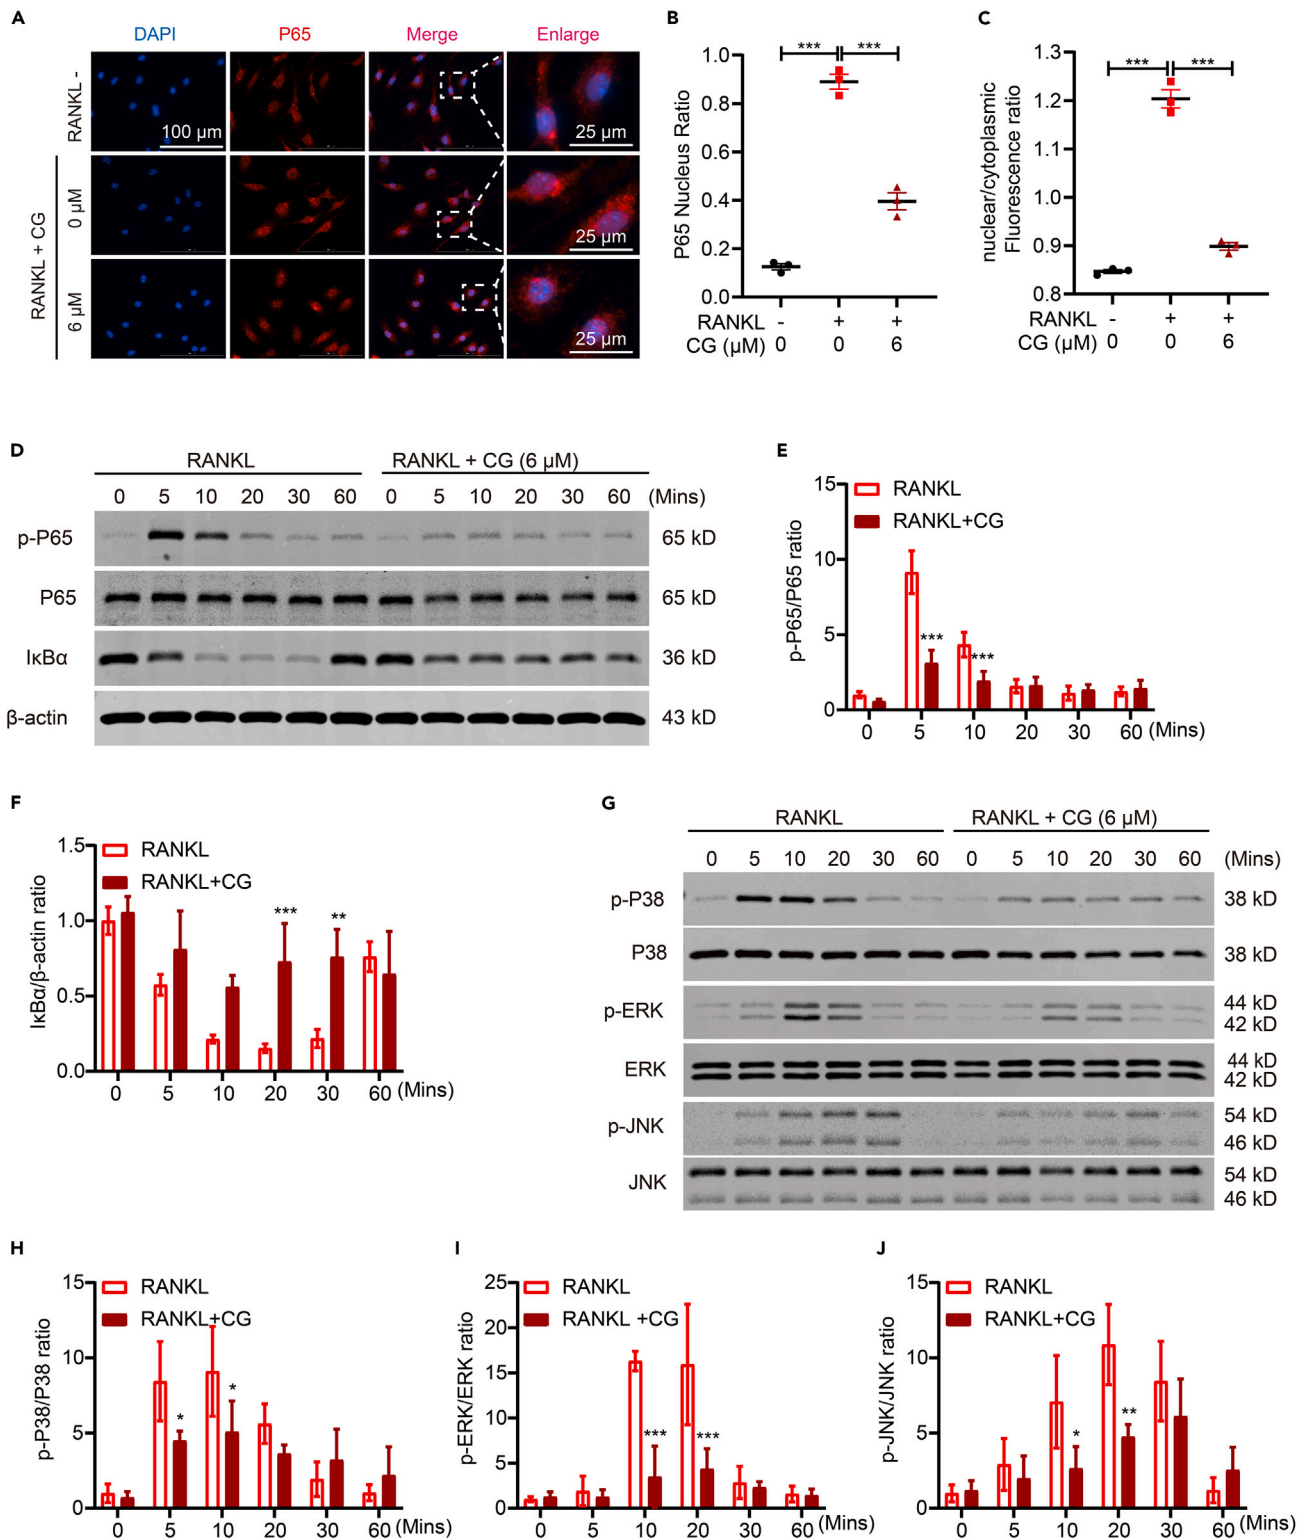 A
DAPI P65 Merge Enlarge
RANKL -
100 µm
25 µm
RANKL + CG
0 µM
25 µm
6 µM
25 µm
B
P65 Nucleus Ratio
1.0
0.8
0.6
0.4
0.2
0.0
*** ***
RANKL - + +
CG (µM) 0 0 6
C
nuclear/cytoplasmic
Fluorescence ratio
1.3
1.2
1.1
1.0
0.9
0.8
*** ***
RANKL - + +
CG (µM) 0 0 6
D
RANKL RANKL + CG (6 µM)
0 5 10 20 30 60 0 5 10 20 30 60 (Mins)
p-P65 65 kD
P65 65 kD
IκBα 36 kD
β-actin 43 kD
E
p-P65/P65 ratio
15
10
5
0
RANKL
RANKL+CG
***
***
0 5 10 20 30 60 (Mins)
F
IκBα/β-actin ratio
1.5
1.0
0.5
0.0
RANKL
RANKL+CG
*** **
0 5 10 20 30 60 (Mins)
G
RANKL RANKL + CG (6 µM)
0 5 10 20 30 60 0 5 10 20 30 60 (Mins)
p-P38 38 kD
P38 38 kD
p-ERK 44 kD
42 kD
ERK 44 kD
42 kD
p-JNK 54 kD
46 kD
JNK 54 kD
46 kD
H
p-P38/P38 ratio
15
10
5
0
RANKL
RANKL+CG
* *
0 5 10 20 30 60 (Mins)
I
p-ERK/ERK ratio
25
20
15
10
5
0
RANKL
RANKL +CG
*** ***
0 5 10 20 30 60 (Mins)
J
p-JNK/JNK ratio
15
10
5
0
RANKL
RANKL+CG
* **
0 5 10 20 30 60 (Mins)